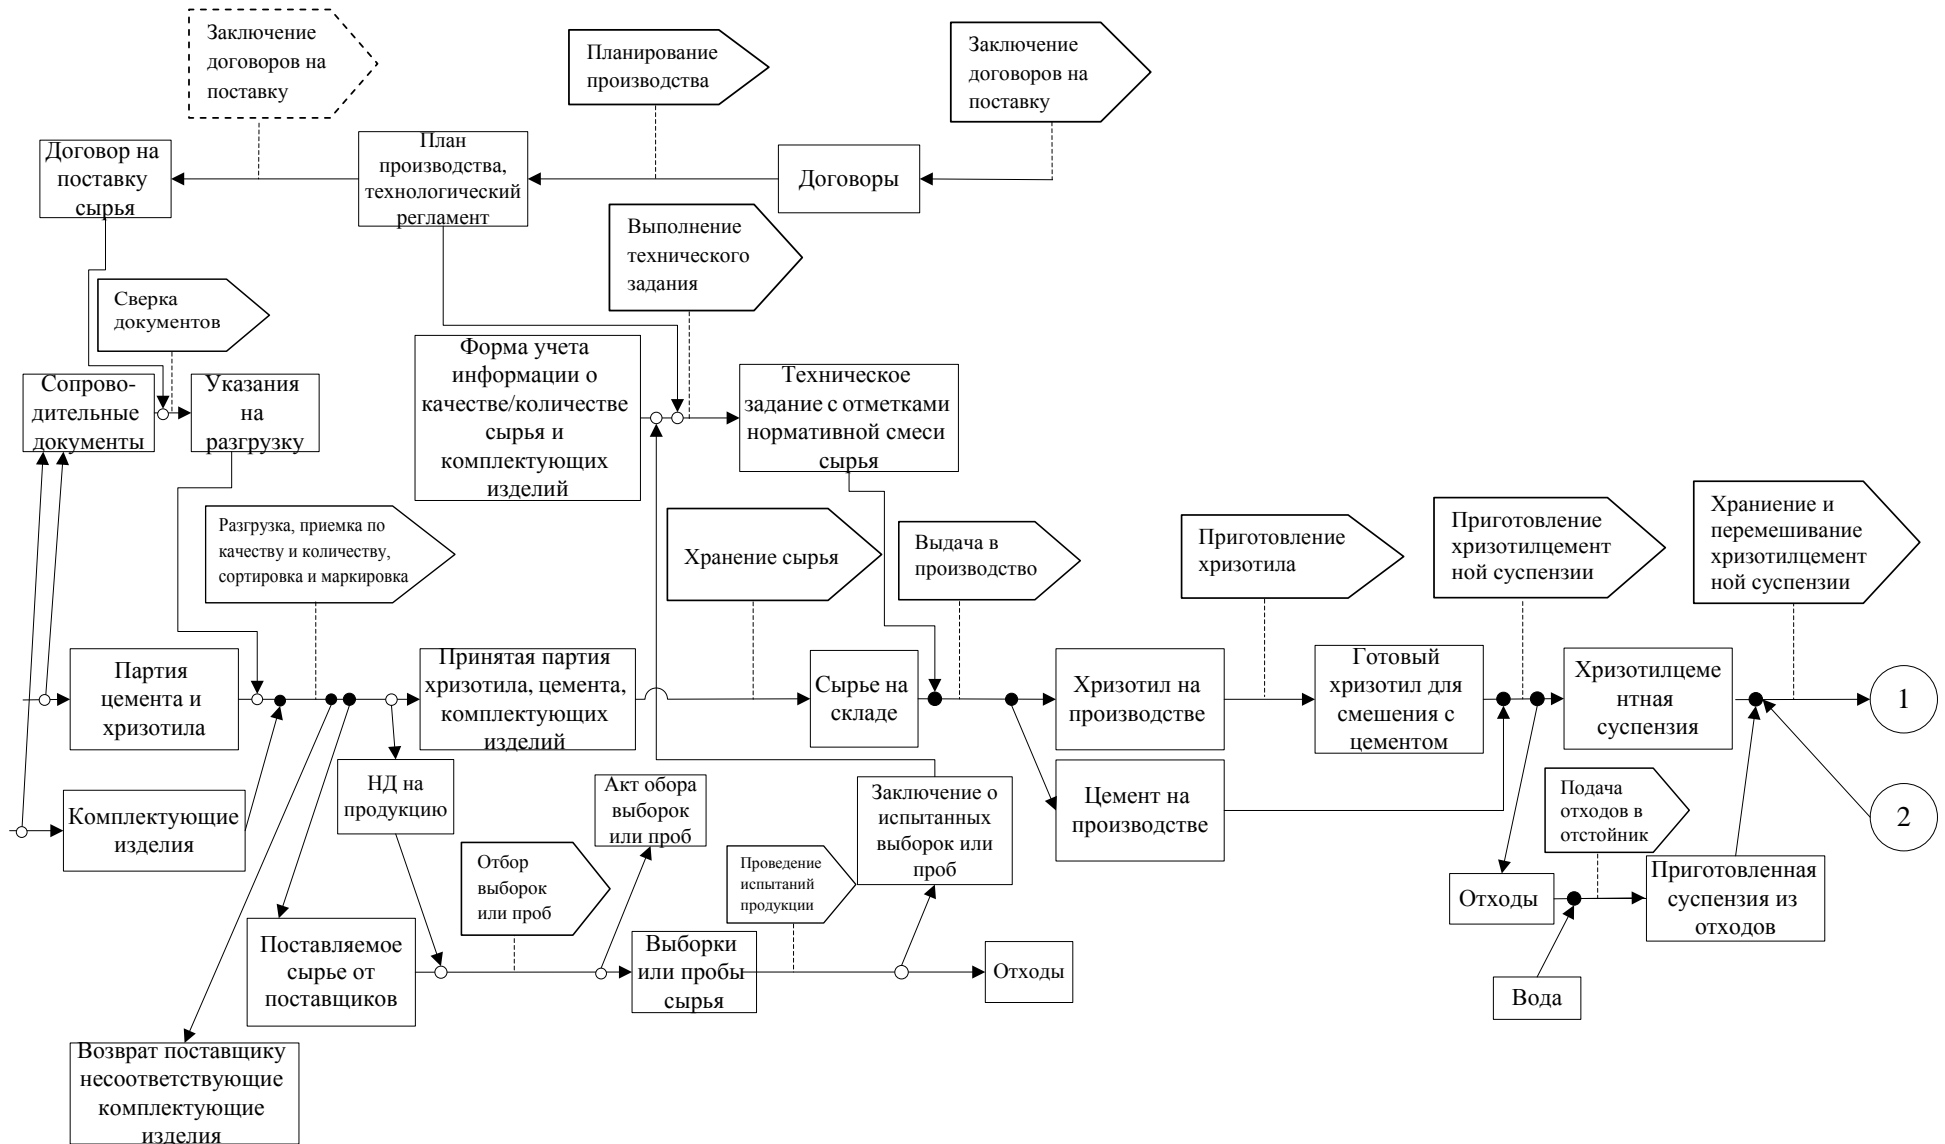 Заключение
договоров на
поставку
Планирование
производства
Заключение
договоров на
поставку
Договор на
поставку
сырья
План
производства,
технологический
регламент
Договоры
Выполнение
технического
задания
Сверка
документов
Сопрово-
дительные
документы
Указания
на
разгрузку
Форма учета
информации о
качестве/количестве
сырья и
комплектующих
изделий
Техническое
задание с отметками
нормативной смеси
сырья
Разгрузка, приемка по
качеству и количеству,
сортировка и маркировка
Хранение сырья
Выдача в
производство
Приготовление
хризотила
Приготовление
хризотилцемент
ной суспензии
Храниение и
перемешивание
хризотилцемент
ной суспензии
Партия
цемента и
хризотила
Принятая партия
хризотила, цемента,
комплектующих
изделий
Сырье на
складе
Хризотил на
производстве
Готовый
хризотил для
смешения с
цементом
Хризотилцеме
нтная
суспензия
1
Комплектующие
изделия
НД на
продукцию
Акт обора
выборок
или проб
Заключение о
испытанных
выборок или
проб
Цемент на
производстве
Подача
отходов в
отстойник
2
Отбор
выборок
или проб
Проведение
испытаний
продукции
Отходы
Приготовленная
суспензия из
отходов
Поставляемое
сырье от
поставщиков
Выборки
или пробы
сырья
Отходы
Вода
Возврат поставщику
несоответствующие
комплектующие
изделия